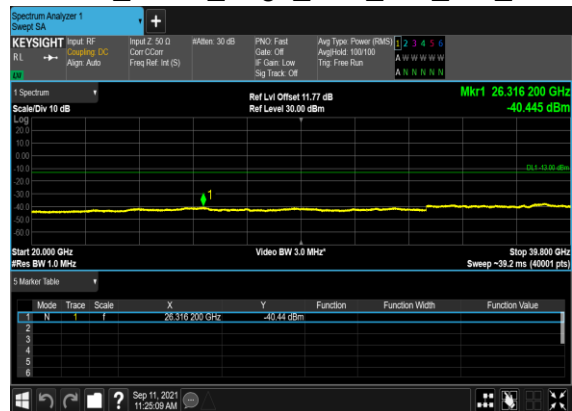 Spectrum Analyzer 1
Swept SA
+
KEYSIGHT Input: RF Input Z: 50 Ω #Atten: 30 dB PNO: Fast Avg Type: Power (RMS) 1 2 3 4 5 6
RL Coupling: DC Corr CCorr Gate: Off Avg|Hold: 100/100 A W W W W W
Align: Auto Freq Ref: Int (S) IF Gain: Low Trig: Free Run
Sig Track: Off A N N N N N
1 Spectrum Ref Lvl Offset 11.77 dB Mkr1 26.316 200 GHz
Scale/Div 10 dB Ref Level 30.00 dBm -40.445 dBm
Log
20.0
10.0
0.00
-10.0
DL1 -13.00 dBm
-20.0
-30.0
1
-40.0
-50.0
-60.0
Start 20.000 GHz Video BW 3.0 MHz* Stop 39.800 GHz
#Res BW 1.0 MHz Sweep ~39.2 ms (40001 pts)
5 Marker Table
Mode Trace Scale X Y Function Function Width Function Value
1 N 1 f 26.316 200 GHz -40.44 dBm
2
3
4
5
6
? Sep 11, 2021
11:25:09 AM